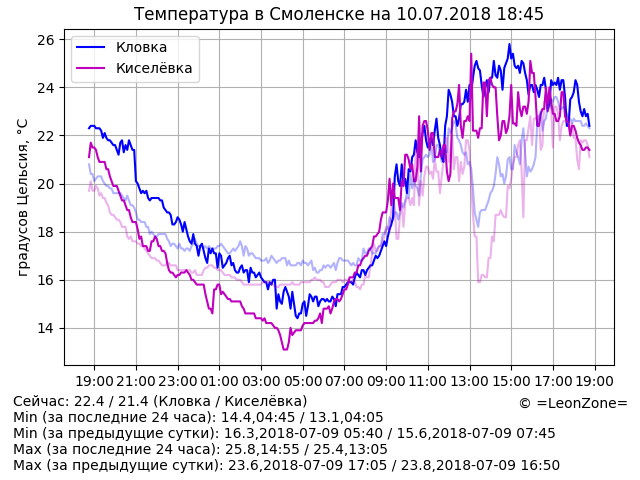 Температура в Смоленске на 10.07.2018 18:45
Кловка
Киселёвка
градусов Цельсия, °C
26
24
22
20
18
16
14
19:00 21:00 23:00 01:00 03:00 05:00 07:00 09:00 11:00 13:00 15:00 17:00 19:00
Сейчас: 22.4 / 21.4 (Кловка / Киселёвка)
© =LeonZone=
Min (за последние 24 часа): 14.4,04:45 / 13.1,04:05
Min (за предыдущие сутки): 16.3,2018-07-09 05:40 / 15.6,2018-07-09 07:45
Max (за последние 24 часа): 25.8,14:55 / 25.4,13:05
Max (за предыдущие сутки): 23.6,2018-07-09 17:05 / 23.8,2018-07-09 16:50